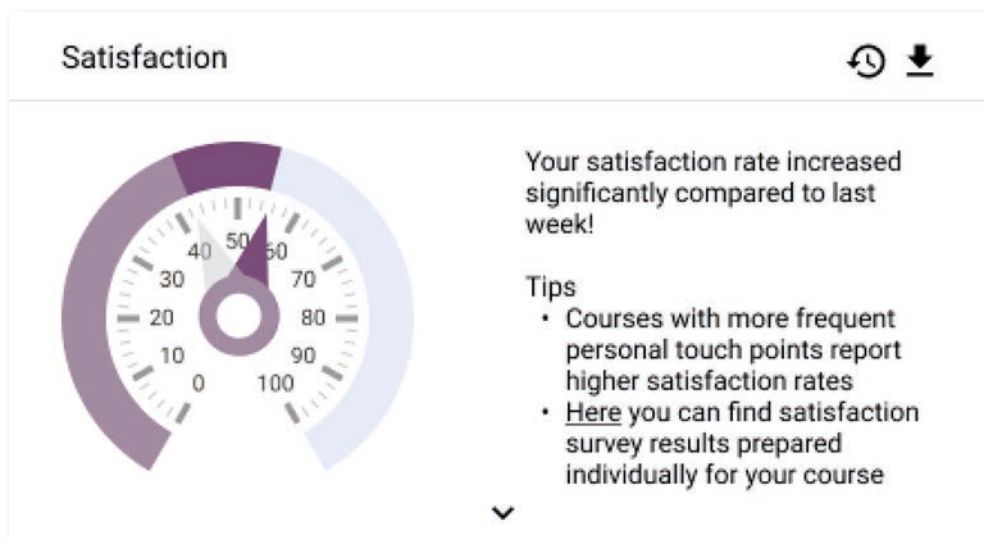 Satisfaction
Your satisfaction rate increased
significantly compared to last
week!
Tips
• Courses with more frequent
personal touch points report
higher satisfaction rates
• Here you can find satisfaction
survey results prepared
individually for your course
0
10
20
30
40
50
60
70
80
90
100